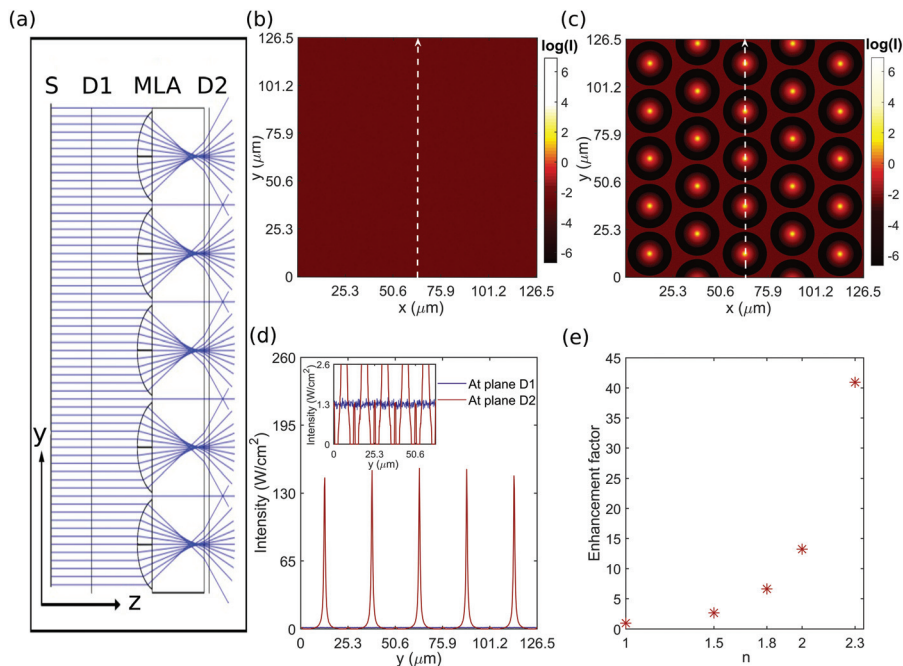 (a)
S D1 MLA D2
y
z
(b)
log(I)
126.5
101.2
75.9
50.6
25.3
0
y (μm)
25.3 50.6 75.9 101.2 126.5
x (μm)
6
4
2
0
-2
-4
-6
(c)
log(I)
126.5
101.2
75.9
50.6
25.3
0
y (μm)
25.3 50.6 75.9 101.2 126.5
x (μm)
6
4
2
0
-2
-4
-6
(d)
260
195
130
65
0
Intensity (W/cm²)
0 25.3 50.6 75.9 101.2 126.5
y (μm)
2.6
1.3
0
Intensity (W/cm²)
0 25.3 50.6 75.9 101.2 126.5
y (μm)
At plane D1
At plane D2
(e)
45
40
35
30
25
20
15
10
5
0
Enhancement factor
1 1.5 1.8 2 2.3
n